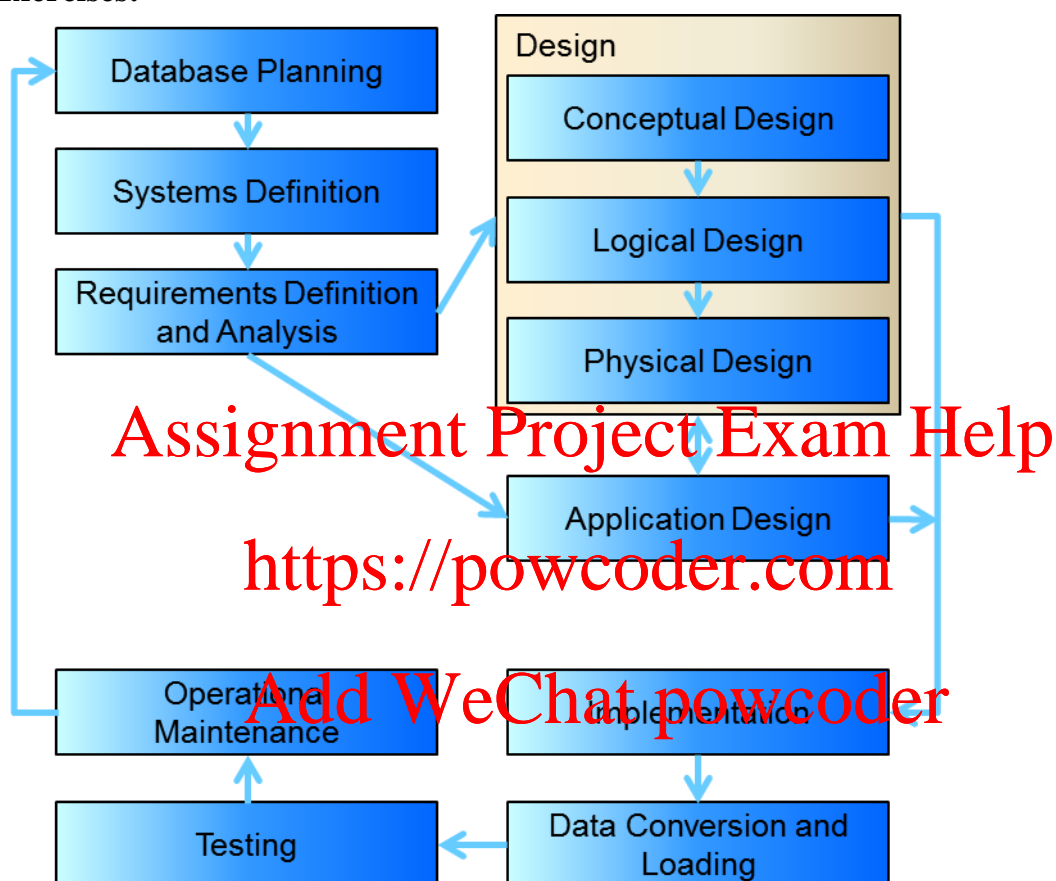 Design
Database Planning
Conceptual Design
Systems Definition
Logical Design
Requirements Definition
and Analysis
Physical Design
Assignment Project Exam Help
Application Design
https://powcoder.com
Operational
Maintenance
Implementation
Add WeChat powcoder
Testing
Data Conversion and
Loading